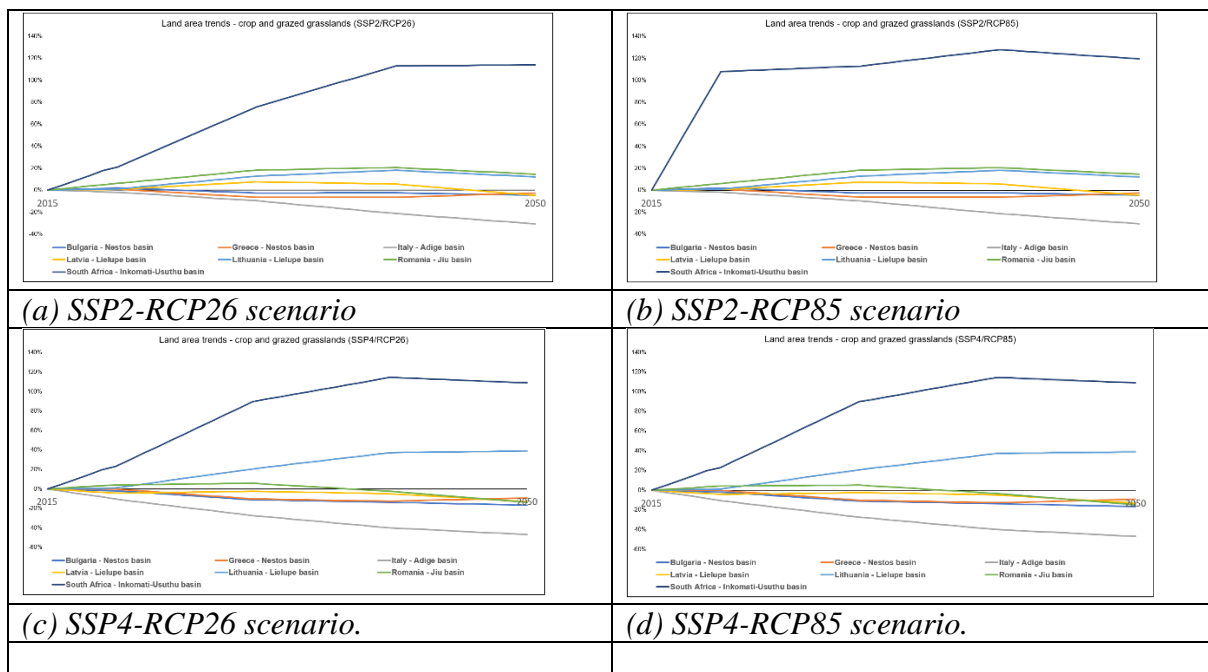 Land area trends - crop and grazed grasslands (SSP2/RCP26)
140%
120%
100%
80%
60%
40%
20%
0%
-20%
-40%
2015
2050
Bulgaria - Nestos basin
Greece - Nestos basin
Italy - Adige basin
Latvia - Lielupe basin
Lithuania - Lielupe basin
Romania - Jiu basin
South Africa - Inkomati-Usuthu basin
Land area trends - crop and grazed grasslands (SSP2/RCP85)
140%
120%
100%
80%
60%
40%
20%
0%
-20%
-40%
2015
2050
Bulgaria - Nestos basin
Greece - Nestos basin
Italy - Adige basin
Latvia - Lielupe basin
Lithuania - Lielupe basin
Romania - Jiu basin
South Africa - Inkomati-Usuthu basin
(a) SSP2-RCP26 scenario
(b) SSP2-RCP85 scenario
Land area trends - crop and grazed grasslands (SSP4/RCP26)
140%
120%
100%
80%
60%
40%
20%
0%
-20%
-40%
-60%
2015
2050
Bulgaria - Nestos basin
Greece - Nestos basin
Italy - Adige basin
Latvia - Lielupe basin
Lithuania - Lielupe basin
Romania - Jiu basin
South Africa - Inkomati-Usuthu basin
Land area trends - crop and grazed grasslands (SSP4/RCP85)
140%
120%
100%
80%
60%
40%
20%
0%
-20%
-40%
-60%
2015
2050
Bulgaria - Nestos basin
Greece - Nestos basin
Italy - Adige basin
Latvia - Lielupe basin
Lithuania - Lielupe basin
Romania - Jiu basin
South Africa - Inkomati-Usuthu basin
(c) SSP4-RCP26 scenario.
(d) SSP4-RCP85 scenario.